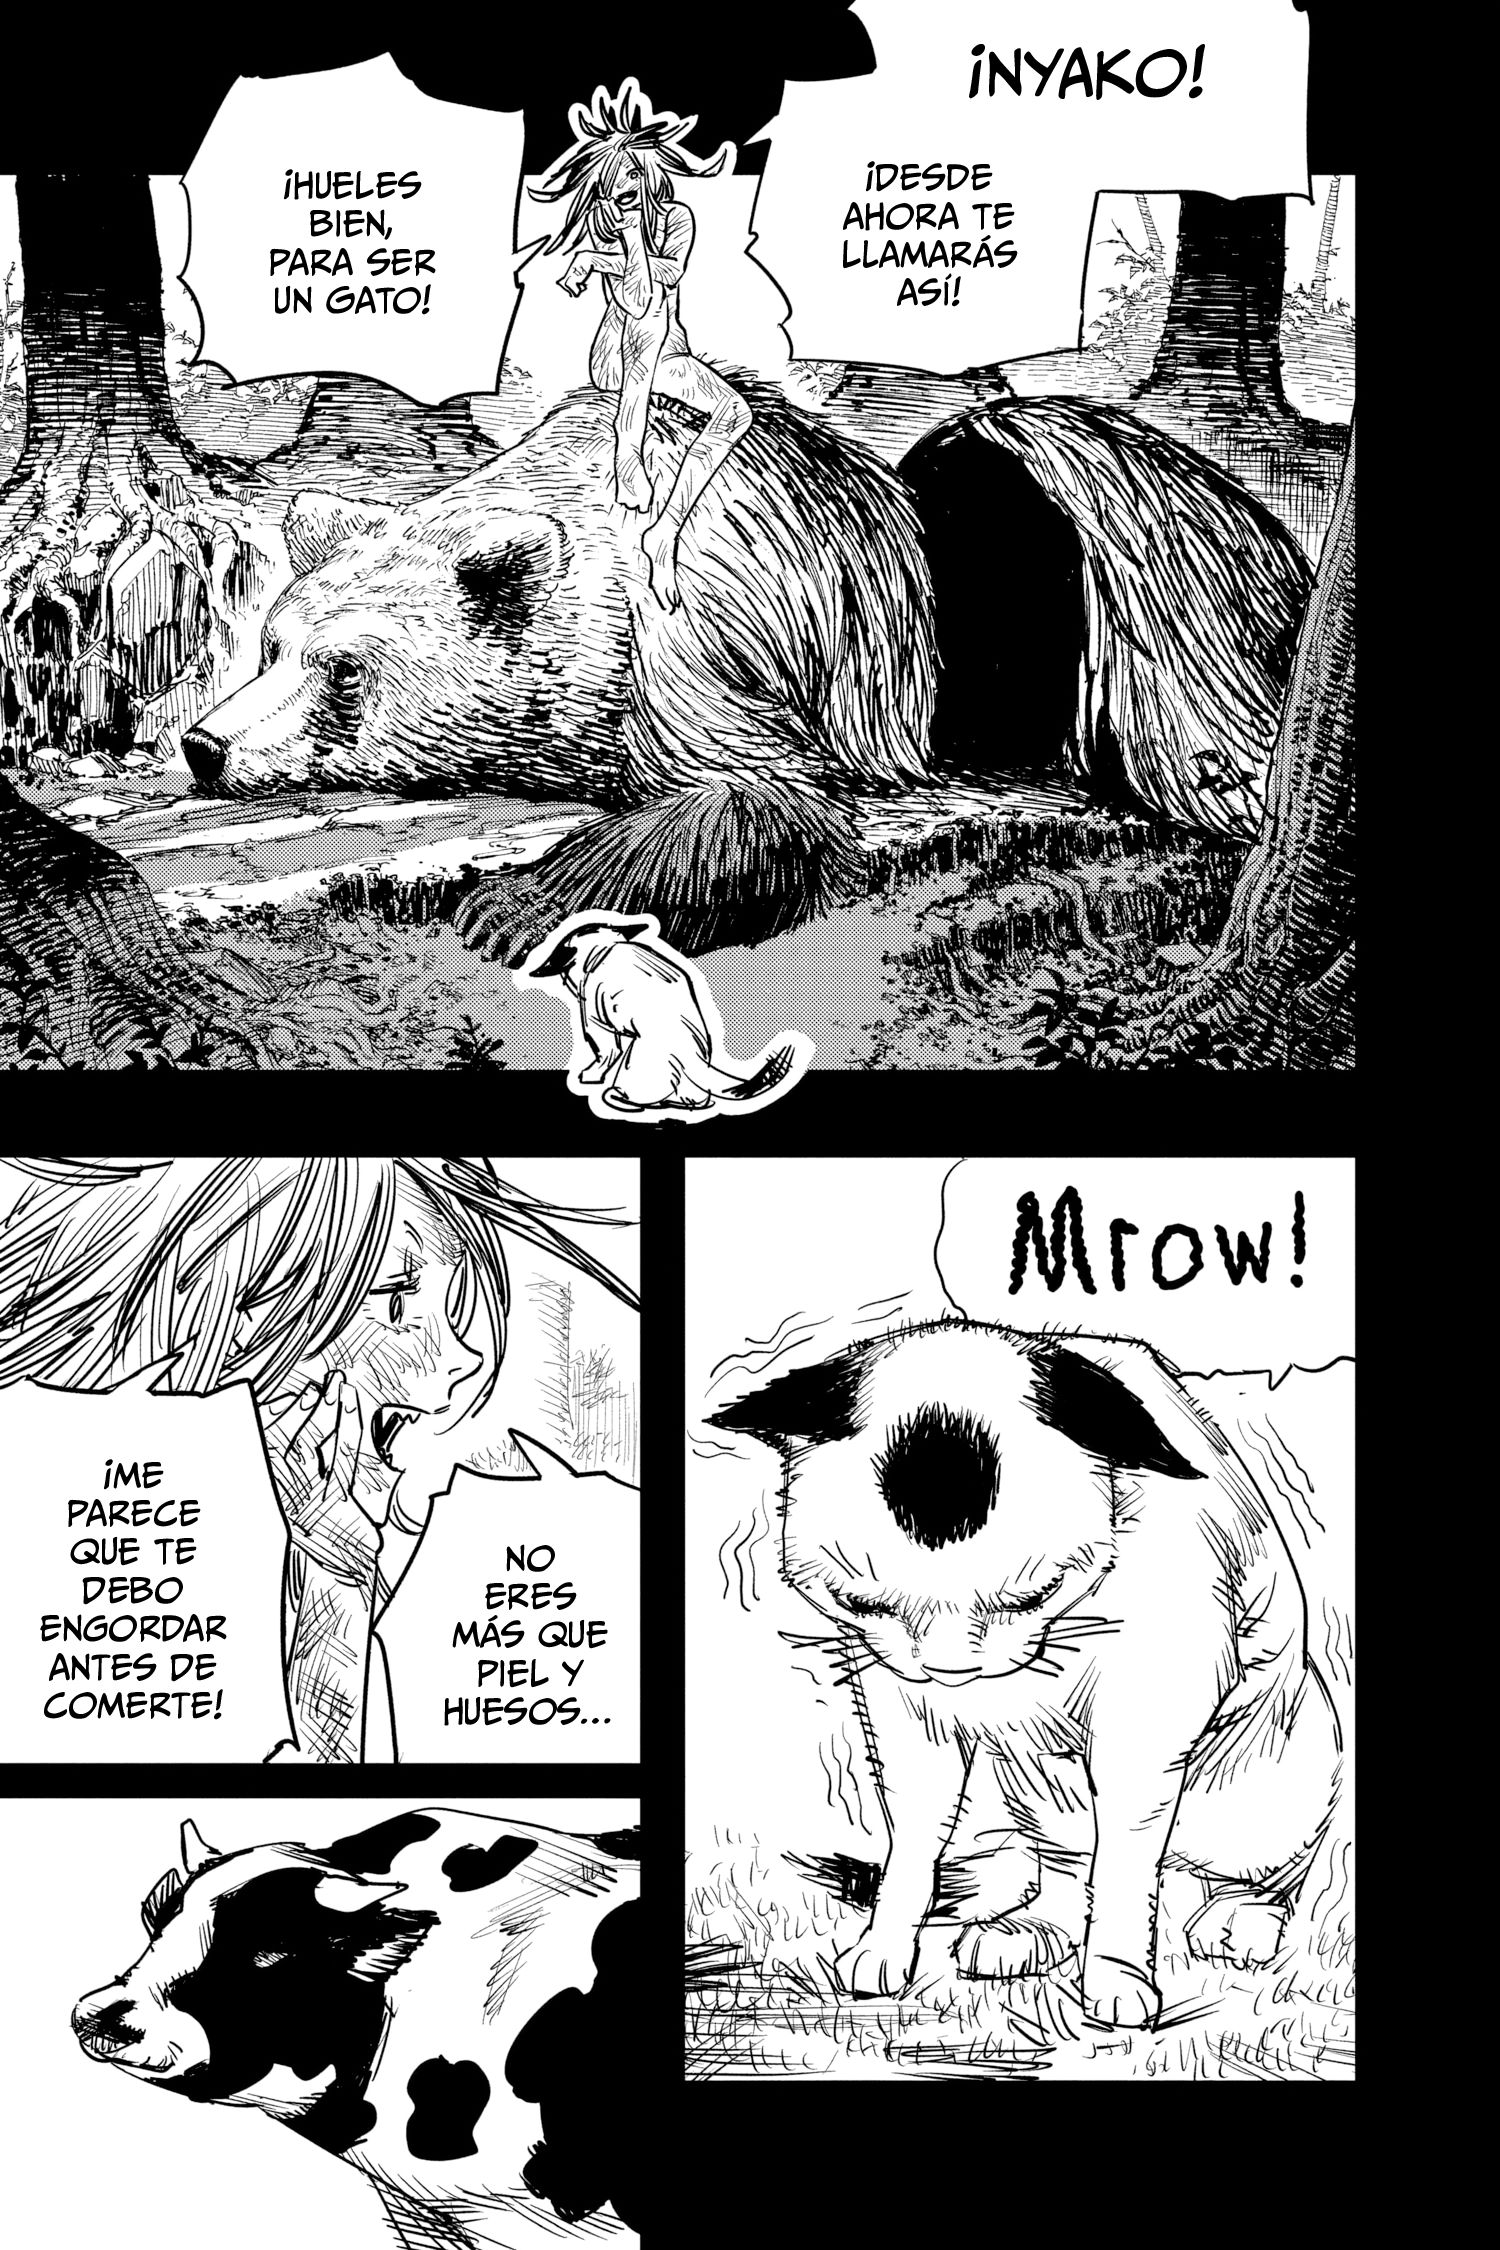 ¡NYAKO!
¡DESDE
AHORA TE
LLAMARÁS
ASÍ!
¡HUELES
BIEN,
PARA SER
UN GATO!
Mrow!
NO
ERES
MÁS QUE
PIEL Y
HUESOS...
¡ME
PARECE
QUE TE
DEBO
ENGORDAR
ANTES DE
COMERTE!